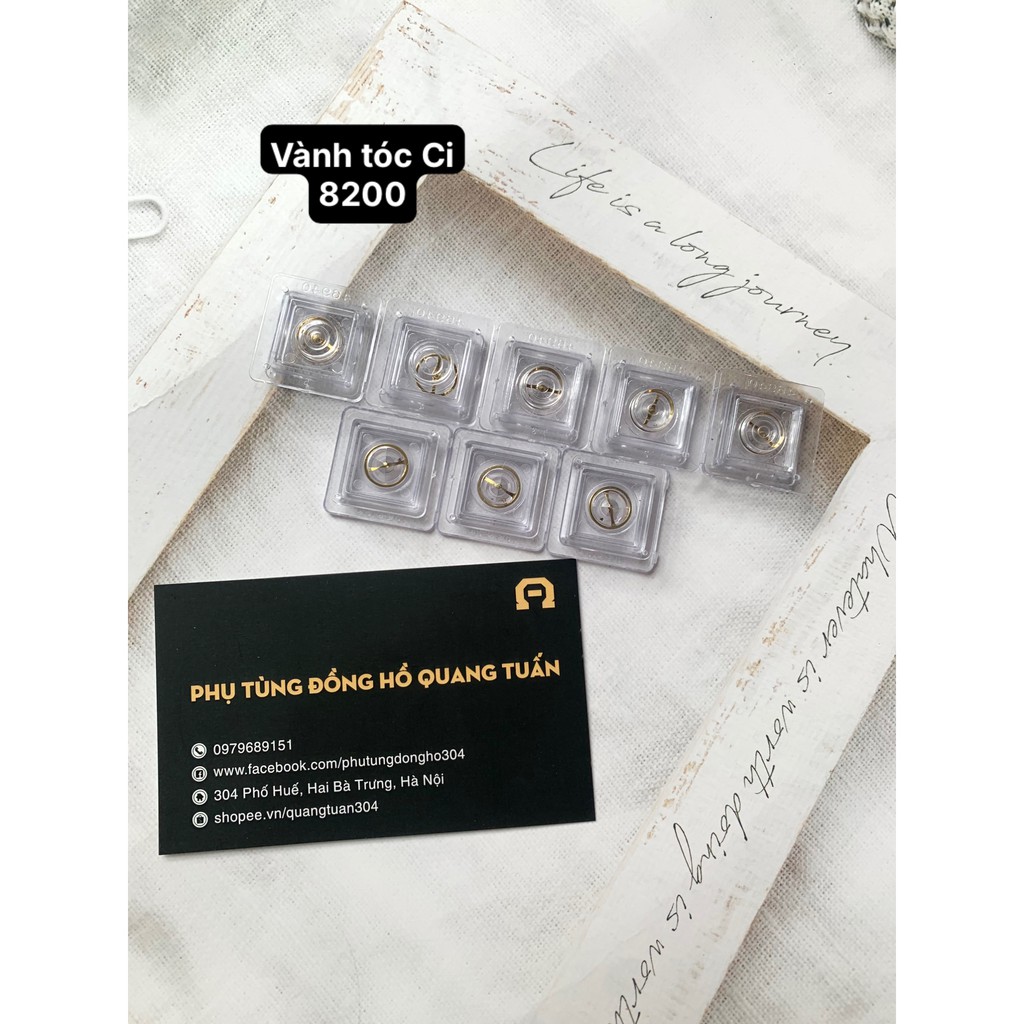 Vành tóc Ci
8200
Life is a long journey
Whatever is worth doing is worth
PHỤ TÙNG ĐỒNG HỒ QUANG TUẤN
0979689151
www.facebook.com/phutungdongho304
304 Phố Huế, Hai Bà Trưng, Hà Nội
shopee.vn/quangtuan304